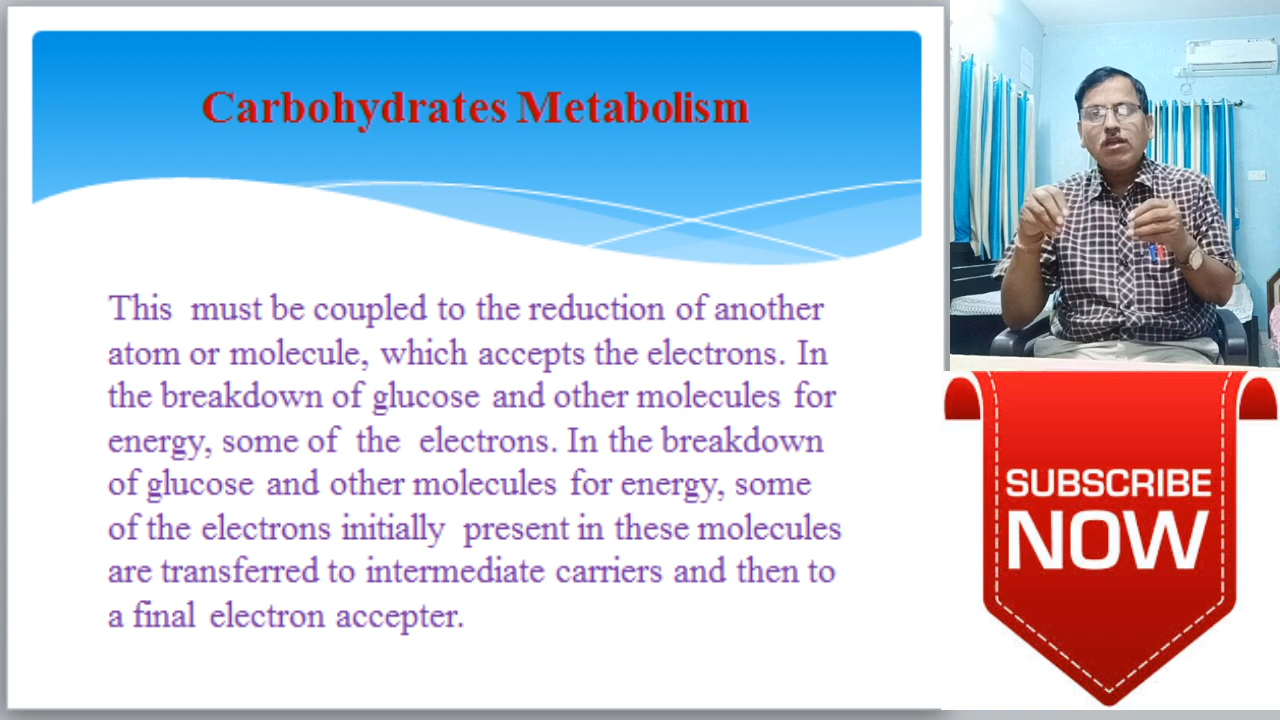 Carbohydrates Metabolism
This must be coupled to the reduction of another
atom or molecule, which accepts the electrons. In
the breakdown of glucose and other molecules for
energy, some of the electrons. In the breakdown
of glucose and other molecules for energy, some
of the electrons initially present in these molecules
are transferred to intermediate carriers and then to
a final electron accepter.
SUBSCRIBE
NOW